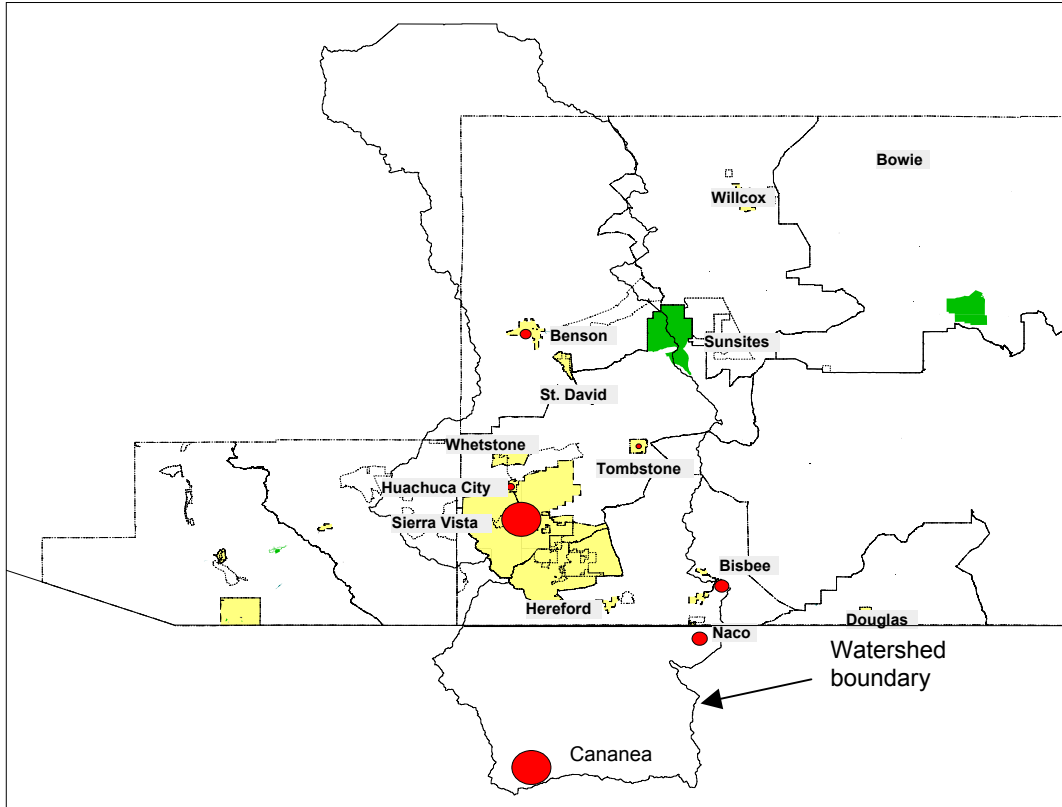 Bowie
Willcox
Benson
Sunsites
St. David
Whetstone
Tombstone
Huachuca City
Sierra Vista
Bisbee
Hereford
Douglas
Naco
Watershed
boundary
Cananea